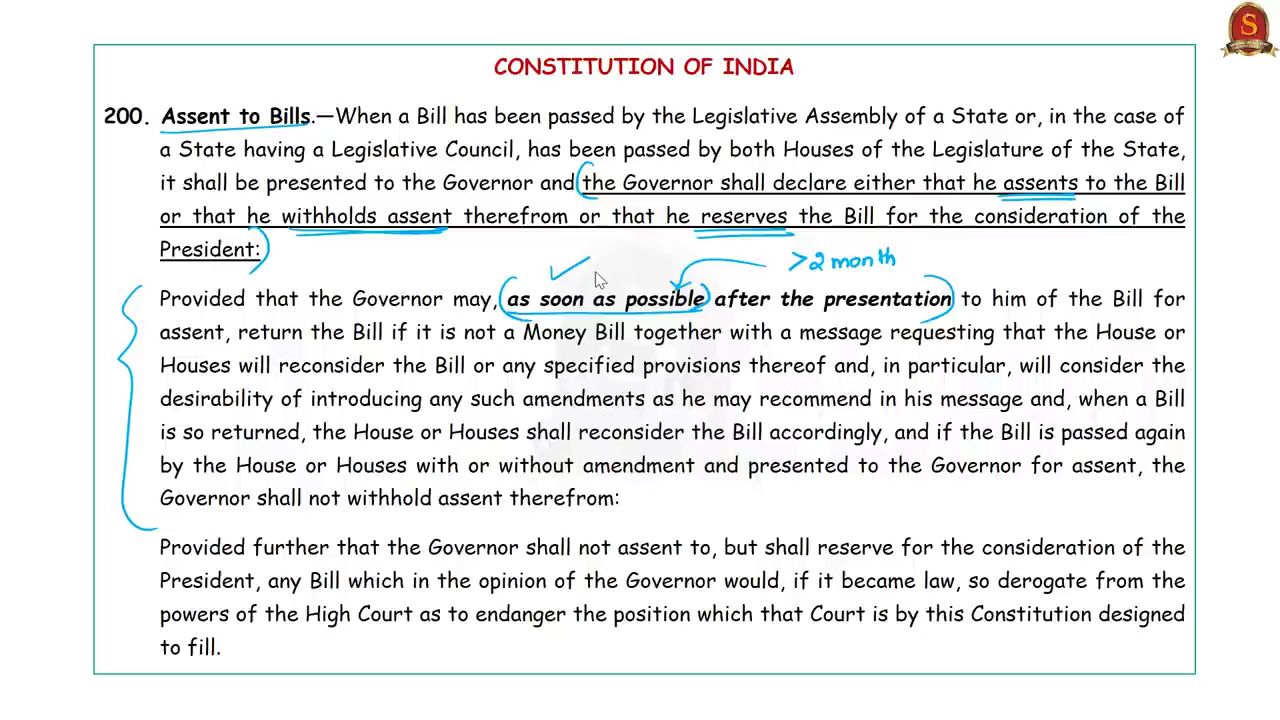 S
CONSTITUTION OF INDIA
200. Assent to Bills.—When a Bill has been passed by the Legislative Assembly of a State or, in the case of
a State having a Legislative Council, has been passed by both Houses of the Legislature of the State,
it shall be presented to the Governor and the Governor shall declare either that he assents to the Bill
or that he withholds assent therefrom or that he reserves the Bill for the consideration of the
President:
>2 month
Provided that the Governor may, as soon as possible after the presentation to him of the Bill for
assent, return the Bill if it is not a Money Bill together with a message requesting that the House or
Houses will reconsider the Bill or any specified provisions thereof and, in particular, will consider the
desirability of introducing any such amendments as he may recommend in his message and, when a Bill
is so returned, the House or Houses shall reconsider the Bill accordingly, and if the Bill is passed again
by the House or Houses with or without amendment and presented to the Governor for assent, the
Governor shall not withhold assent therefrom:
Provided further that the Governor shall not assent to, but shall reserve for the consideration of the
President, any Bill which in the opinion of the Governor would, if it became law, so derogate from the
powers of the High Court as to endanger the position which that Court is by this Constitution designed
to fill.